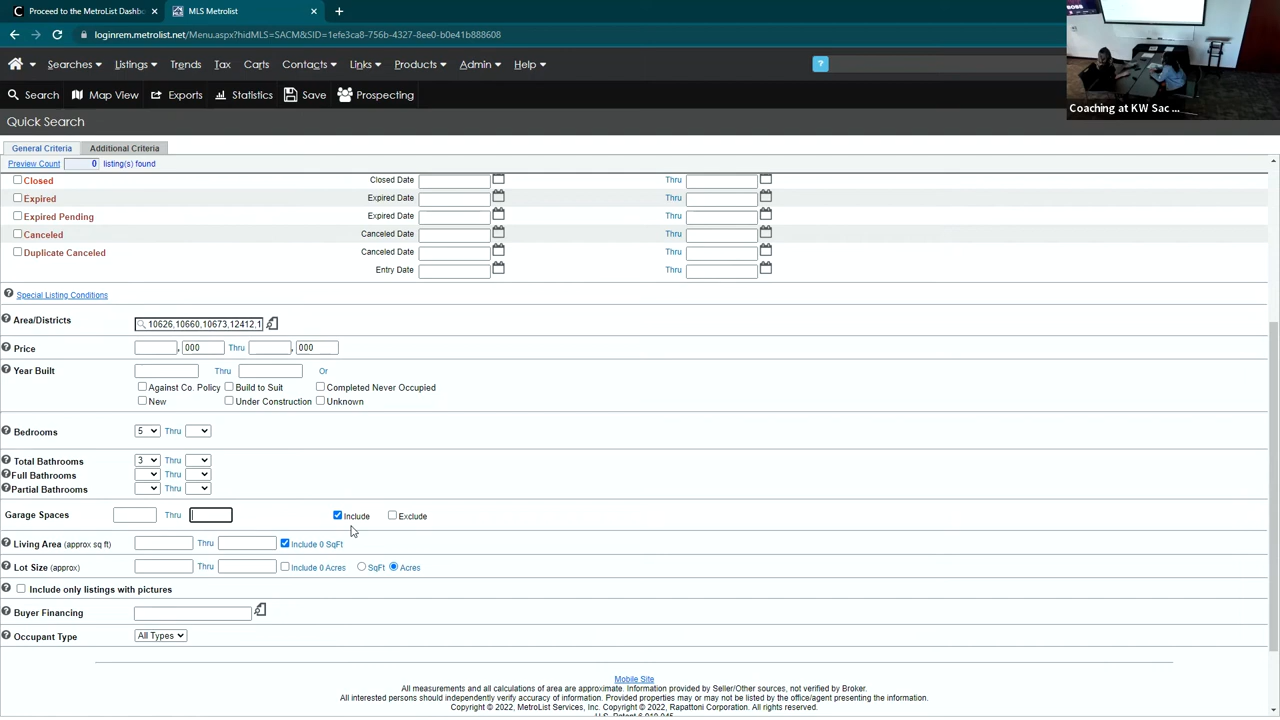 Proceed to the MetroList Dashb
MLS Metrolist
loginrem.metrolist.net/Menu.aspx?hidMLS=SACM&SID=1efe3ca8-756b-4327-8ee0-b0e41b888608
Searches Listings Trends Tax Carts Contacts Links Products Admin Help ?
Search Map View Exports Statistics Save Prospecting
Coaching at KW Sac ...
Quick Search
General Criteria Additional Criteria
Preview Count 0 listing(s) found
Closed Closed Date Thru
Expired Expired Date Thru
Expired Pending Expired Date Thru
Canceled Canceled Date Thru
Duplicate Canceled Canceled Date Thru
Entry Date Thru
Special Listing Conditions
Area/Districts 10626,10660,10673,12412,1
Price , 000 Thru , 000
Year Built Thru Or
Against Co. Policy Build to Suit Completed Never Occupied
New Under Construction Unknown
Bedrooms 5 Thru
Total Bathrooms 3 Thru
Full Bathrooms Thru
Partial Bathrooms Thru
Garage Spaces Thru Include Exclude
Living Area (approx sq ft) Thru Include 0 SqFt
Lot Size (approx) Thru Include 0 Acres SqFt Acres
Include only listings with pictures
Buyer Financing
Occupant Type All Types
Mobile Site
All measurements and all calculations of area are approximate. Information provided by Seller/Other sources, not verified by Broker.
All interested persons should independently verify accuracy of information. Provided properties may or may not be listed by the office/agent presenting the information.
Copyright © 2022, MetroList Services, Inc. Copyright © 2022, Rapattoni Corporation. All rights reserved.
U.S. Patent 6,910,045